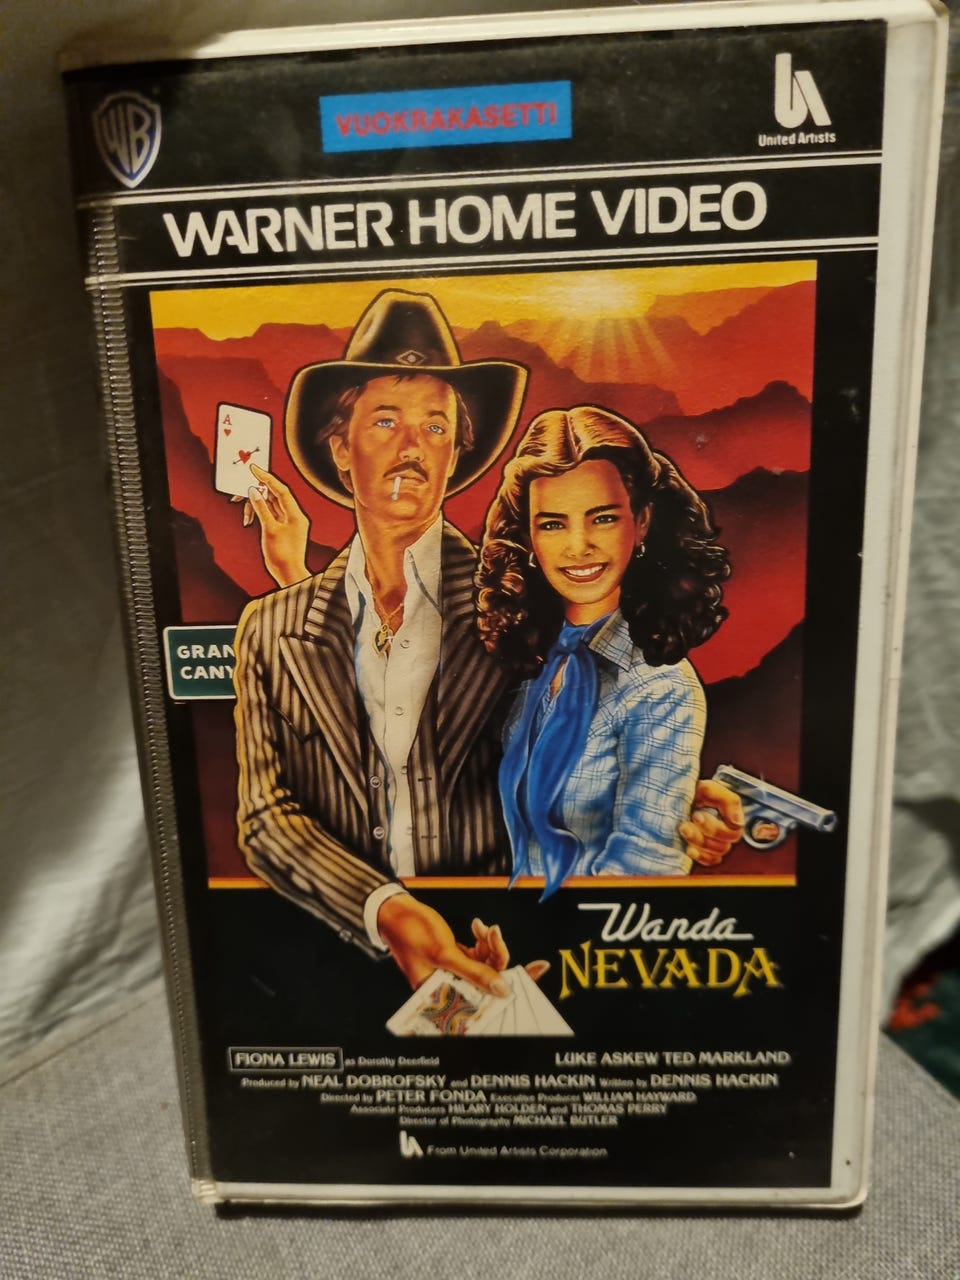 WB
VUOKRAKASETTI
United Artists
WARNER HOME VIDEO
A
GRAN
CANY
Wanda
NEVADA
FIONA LEWIS as Dorothy Deerfield LUKE ASKEW TED MARKLAND
Produced by NEAL DOBROFSKY and DENNIS HACKIN Written by DENNIS HACKIN
Directed by PETER FONDA Executive Producer WILLIAM HAYWARD
Associate Producers HILARY HOLDEN and THOMAS PERRY
Director of Photography MICHAEL BUTLER
From United Artists Corporation